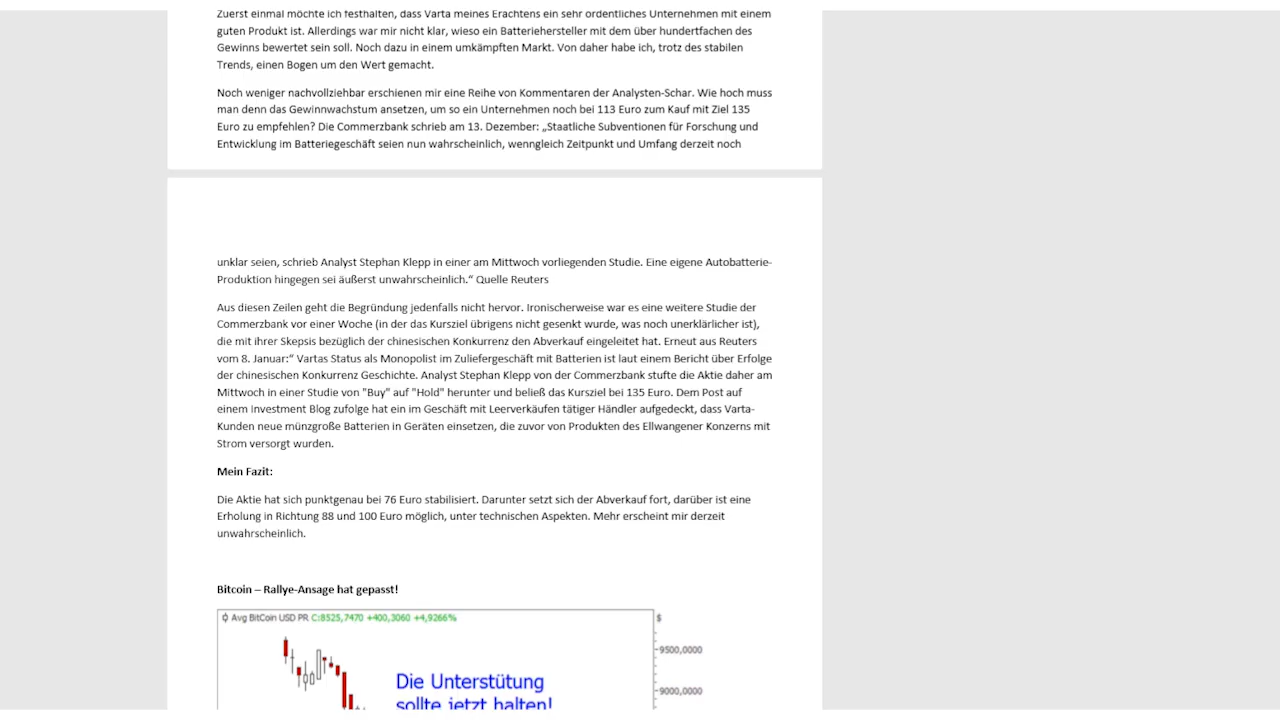 Zuerst einmal möchte ich festhalten, dass Varta meines Erachtens ein sehr ordentliches Unternehmen mit einem
guten Produkt ist. Allerdings war mir nicht klar, wieso ein Batteriehersteller mit dem über hundertfachen des
Gewinns bewertet sein soll. Noch dazu in einem umkämpften Markt. Von daher habe ich, trotz des stabilen
Trends, einen Bogen um den Wert gemacht.
Noch weniger nachvollziehbar erschienen mir eine Reihe von Kommentaren der Analysten-Schar. Wie hoch muss
man denn das Gewinnwachstum ansetzen, um so ein Unternehmen noch bei 113 Euro zum Kauf mit Ziel 135
Euro zu empfehlen? Die Commerzbank schrieb am 13. Dezember: „Staatliche Subventionen für Forschung und
Entwicklung im Batteriegeschäft seien nun wahrscheinlich, wenngleich Zeitpunkt und Umfang derzeit noch
unklar seien, schrieb Analyst Stephan Klepp in einer am Mittwoch vorliegenden Studie. Eine eigene Autobatterie-
Produktion hingegen sei äußerst unwahrscheinlich.“ Quelle Reuters
Aus diesen Zeilen geht die Begründung jedenfalls nicht hervor. Ironischerweise war es eine weitere Studie der
Commerzbank vor einer Woche (in der das Kursziel übrigens nicht gesenkt wurde, was noch unerklärlicher ist),
die mit ihrer Skepsis bezüglich der chinesischen Konkurrenz den Abverkauf eingeleitet hat. Erneut aus Reuters
vom 8. Januar:“ Vartas Status als Monopolist im Zuliefergeschäft mit Batterien ist laut einem Bericht über Erfolge
der chinesischen Konkurrenz Geschichte. Analyst Stephan Klepp von der Commerzbank stufte die Aktie daher am
Mittwoch in einer Studie von "Buy" auf "Hold" herunter und beließ das Kursziel bei 135 Euro. Dem Post auf
einem Investment Blog zufolge hat ein im Geschäft mit Leerverkäufen tätiger Händler aufgedeckt, dass Varta-
Kunden neue münzgroße Batterien in Geräten einsetzen, die zuvor von Produkten des Ellwangener Konzerns mit
Strom versorgt wurden.
Mein Fazit:
Die Aktie hat sich punktgenau bei 76 Euro stabilisiert. Darunter setzt sich der Abverkauf fort, darüber ist eine
Erholung in Richtung 88 und 100 Euro möglich, unter technischen Aspekten. Mehr erscheint mir derzeit
unwahrscheinlich.
Bitcoin – Rallye-Ansage hat gepasst!
Avg BitCoin USD PR C:8525,7470 +400,3060 +4,9266%
$
9500,0000
Die Unterstütung
sollte jetzt halten!
9000,0000